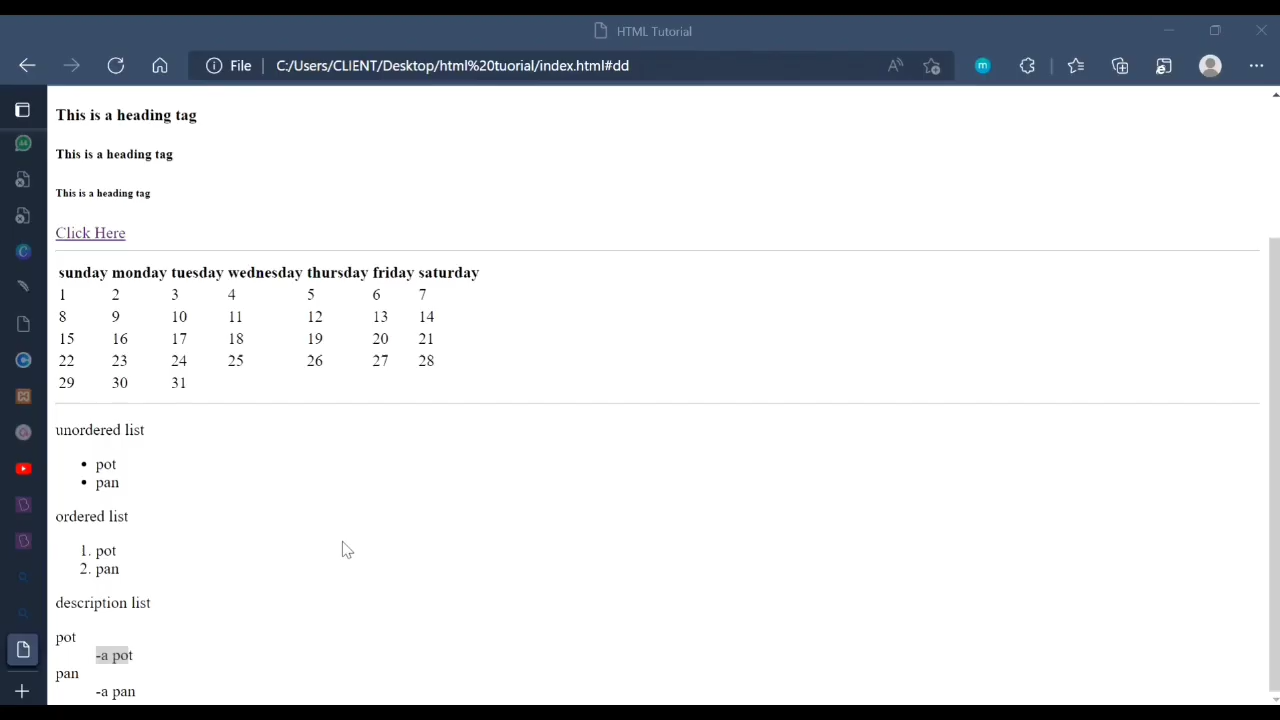 HTML Tutorial
File C:/Users/CLIENT/Desktop/html%20tuorial/index.html#dd
This is a heading tag
This is a heading tag
This is a heading tag
Click Here
sunday monday tuesday wednesday thursday friday saturday
1 2 3 4 5 6 7
8 9 10 11 12 13 14
15 16 17 18 19 20 21
22 23 24 25 26 27 28
29 30 31
unordered list
• pot
• pan
ordered list
1. pot
2. pan
description list
pot
-a pot
pan
-a pan